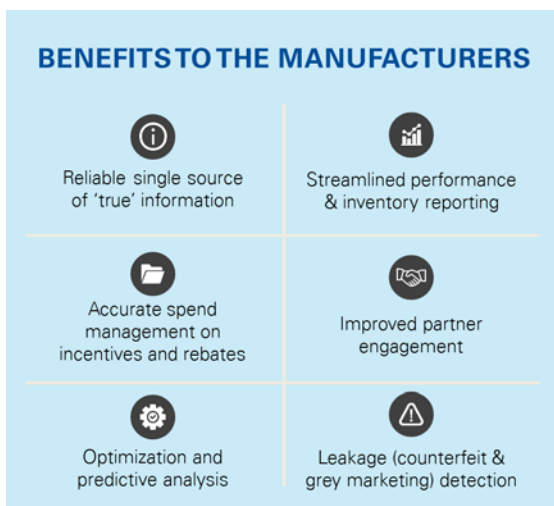 BENEFITS TO THE MANUFACTURERS
Reliable single source
of ‘true’ information
Streamlined performance
& inventory reporting
Accurate spend
management on
incentives and rebates
Improved partner
engagement
Optimization and
predictive analysis
Leakage (counterfeit &
grey marketing) detection